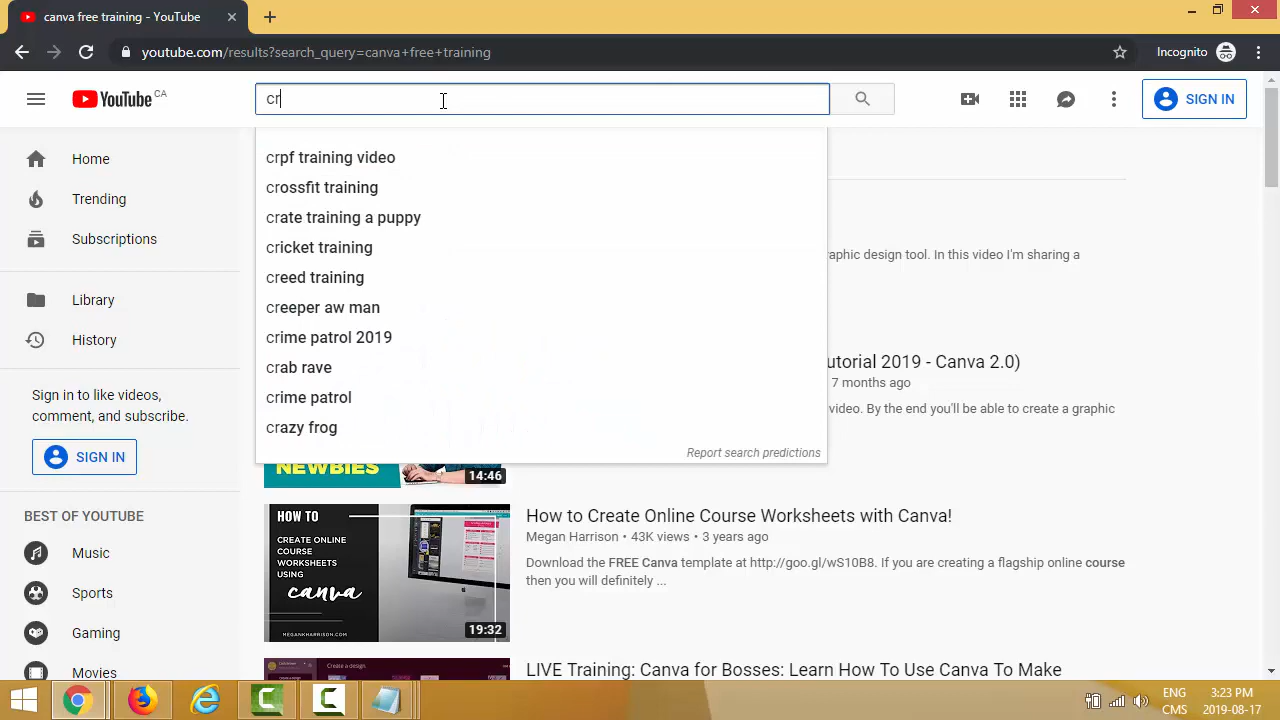 canva free training - YouTube
youtube.com/results?search_query=canva+free+training
Incognito
YouTube CA
cr
SIGN IN
Home
Trending
Subscriptions
Library
History
Sign in to like videos,
comment, and subscribe.
SIGN IN
BEST OF YOUTUBE
Music
Sports
Gaming
Movies
crpf training video
crossfit training
crate training a puppy
cricket training
creed training
creeper aw man
crime patrol 2019
crab rave
crime patrol
crazy frog
Report search predictions
raphic design tool. In this video I'm sharing a
utorial 2019 - Canva 2.0)
7 months ago
video. By the end you'll be able to create a graphic
NEWBIES
14:46
HOW TO
CREATE ONLINE
COURSE
WORKSHEETS
USING
canva
MEGANKHARRISON.COM
19:32
How to Create Online Course Worksheets with Canva!
Megan Harrison • 43K views • 3 years ago
Download the FREE Canva template at http://goo.gl/wS10B8. If you are creating a flagship online course
then you will definitely ...
Create a design
LIVE Training: Canva for Bosses: Learn How To Use Canva To Make
ENG
CMS
3:23 PM
2019-08-17